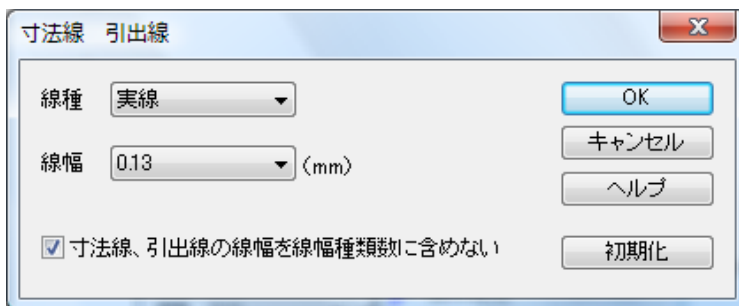 寸法線　引出線
線種 実線
OK
線幅 0.13 (mm)
キャンセル
ヘルプ
寸法線、引出線の線幅を線幅種類数に含めない
初期化